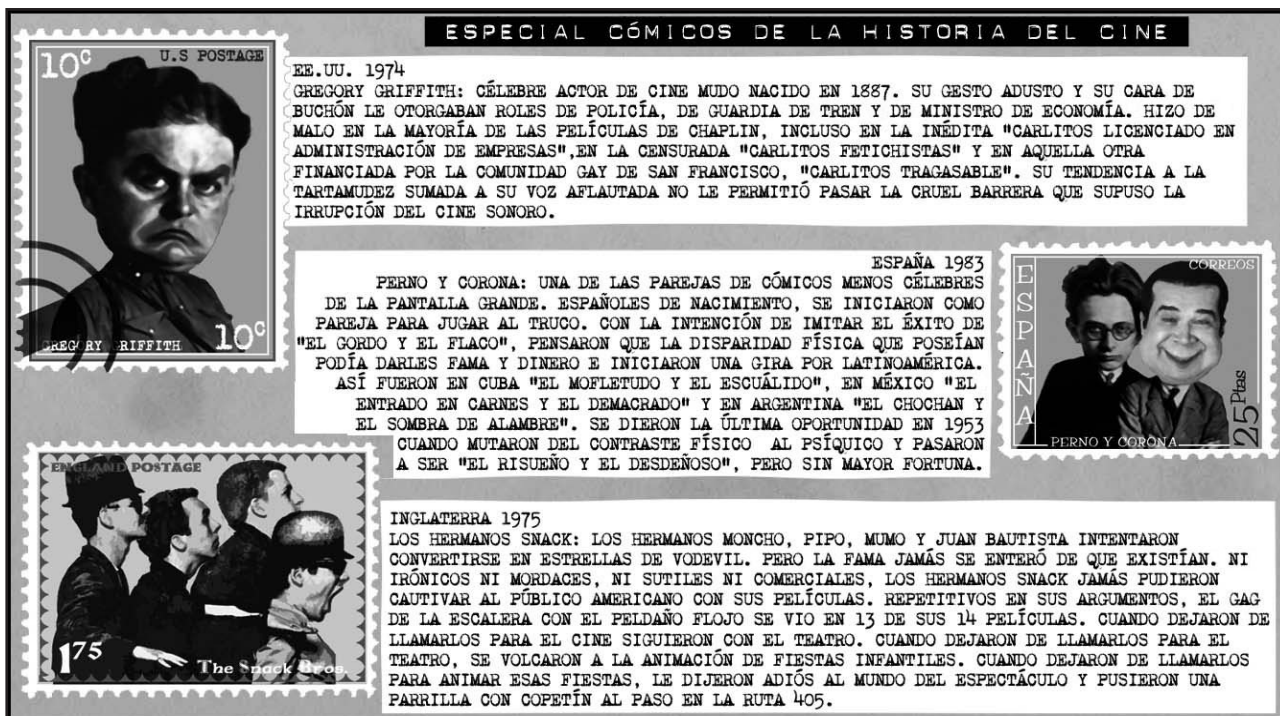 ESPECIAL CÓMICOS DE LA HISTORIA DEL CINE
10c
U.S POSTAGE
GREGORY RIFFITH
10c
EE.UU. 1974
GREGORY GRIFFITH: CÉLEBRE ACTOR DE CINE MUDO NACIDO EN 1887. SU GESTO ADUSTO Y SU CARA DE
BUCHÓN LE OTORGABAN ROLES DE POLICÍA, DE GUARDIA DE TREN Y DE MINISTRO DE ECONOMÍA. HIZO DE
MALO EN LA MAYORÍA DE LAS PELÍCULAS DE CHAPLIN, INCLUSO EN LA INÉDITA "CARLITOS LICENCIADO EN
ADMINISTRACIÓN DE EMPRESAS",EN LA CENSURADA "CARLITOS FETICHISTAS" Y EN AQUELLA OTRA
FINANCIADA POR LA COMUNIDAD GAY DE SAN FRANCISCO, "CARLITOS TRAGASABLE". SU TENDENCIA A LA
TARTAMUDEZ SUMADA A SU VOZ AFLAUTADA NO LE PERMITIÓ PASAR LA CRUEL BARRERA QUE SUPUSO LA
IRRUPCIÓN DEL CINE SONORO.
ESPAÑA 1983
PERNO Y CORONA: UNA DE LAS PAREJAS DE CÓMICOS MENOS CÉLEBRES
DE LA PANTALLA GRANDE. ESPAÑOLES DE NACIMIENTO, SE INICIARON COMO
PAREJA PARA JUGAR AL TRUCO. CON LA INTENCIÓN DE IMITAR EL ÉXITO DE
"EL GORDO Y EL FLACO", PENSARON QUE LA DISPARIDAD FÍSICA QUE POSEÍAN
PODÍA DARLES FAMA Y DINERO E INICIARON UNA GIRA POR LATINOAMÉRICA.
ASÍ FUERON EN CUBA "EL MOFLETUDO Y EL ESCUÁLIDO", EN MÉXICO "EL
ENTRADO EN CARNES Y EL DEMACRADO" Y EN ARGENTINA "EL CHOCHAN Y
EL SOMBRA DE ALAMBRE". SE DIERON LA ÚLTIMA OPORTUNIDAD EN 1953
CUANDO MUTARON DEL CONTRASTE FÍSICO AL PSÍQUICO Y PASARON
A SER "EL RISUEÑO Y EL DESDEÑOSO", PERO SIN MAYOR FORTUNA.
ESPAÑA
CORREOS
25 Ptas
PERNO Y CORONA
ENGLAND POSTAGE
1 75
The Snack Bros.
INGLATERRA 1975
LOS HERMANOS SNACK: LOS HERMANOS MONCHO, PIPO, MUMO Y JUAN BAUTISTA INTENTARON
CONVERTIRSE EN ESTRELLAS DE VODEVIL. PERO LA FAMA JAMÁS SE ENTERÓ DE QUE EXISTÍAN. NI
IRÓNICOS NI MORDACES, NI SUTILES NI COMERCIALES, LOS HERMANOS SNACK JAMÁS PUDIERON
CAUTIVAR AL PÚBLICO AMERICANO CON SUS PELÍCULAS. REPETITIVOS EN SUS ARGUMENTOS, EL GAG
DE LA ESCALERA CON EL PELDAÑO FLOJO SE VIO EN 13 DE SUS 14 PELÍCULAS. CUANDO DEJARON DE
LLAMARLOS PARA EL CINE SIGUIERON CON EL TEATRO. CUANDO DEJARON DE LLAMARLOS PARA EL
TEATRO, SE VOLCARON A LA ANIMACIÓN DE FIESTAS INFANTILES. CUANDO DEJARON DE LLAMARLOS
PARA ANIMAR ESAS FIESTAS, LE DIJERON ADIÓS AL MUNDO DEL ESPECTÁCULO Y PUSIERON UNA
PARRILLA CON COPETÍN AL PASO EN LA RUTA 405.